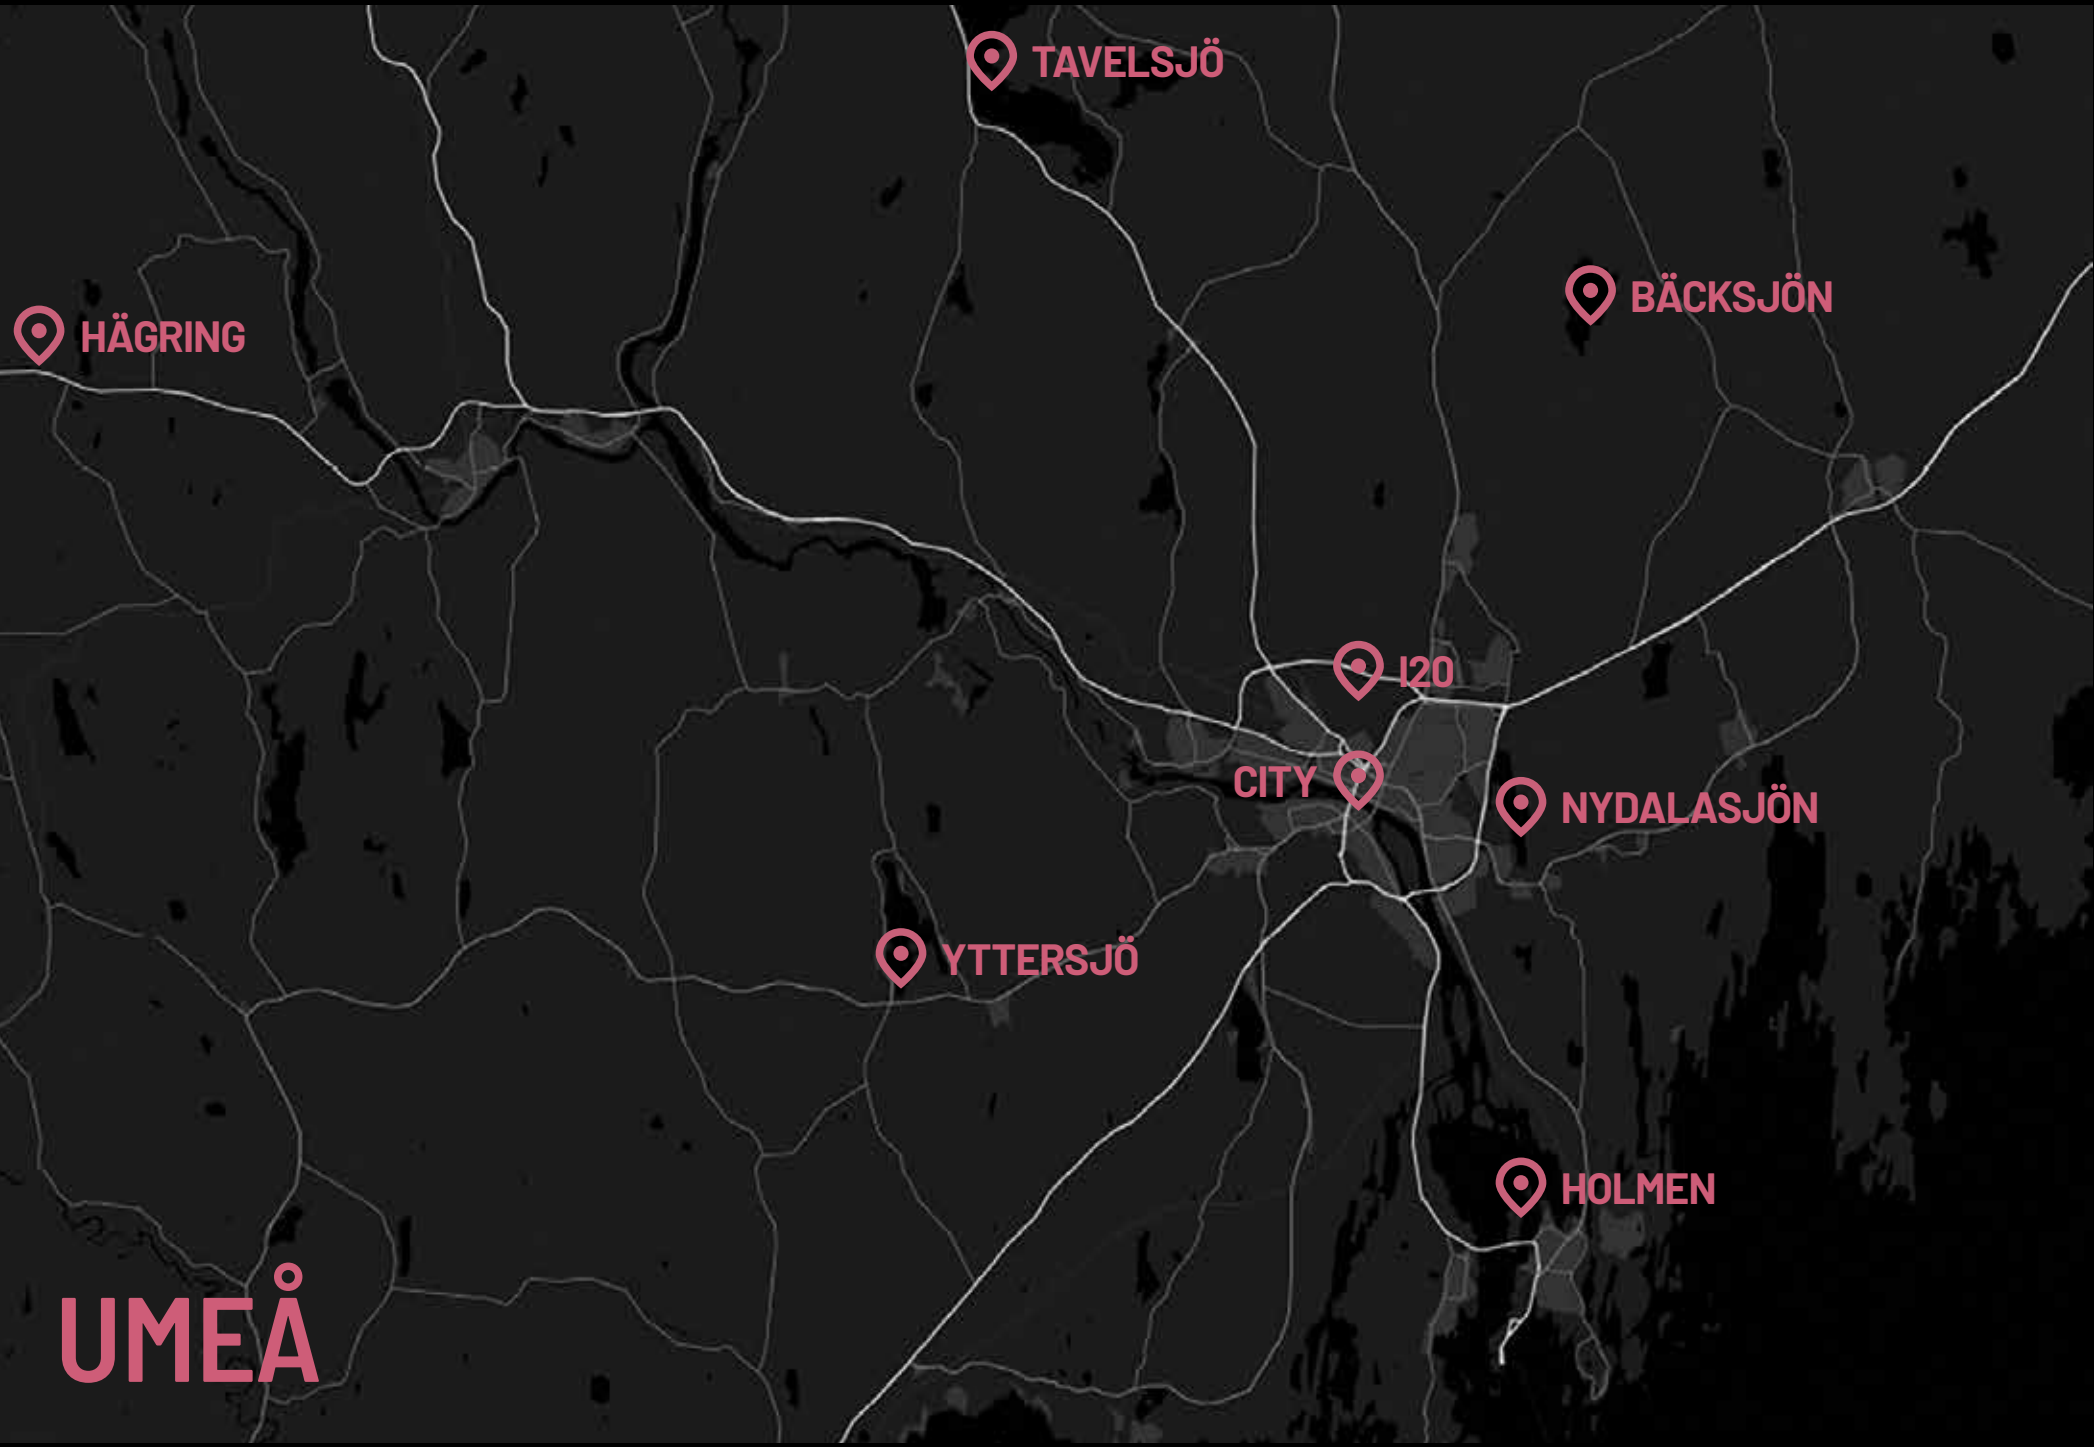 TAVELSJÖ
BÄCKSJÖN
HÄGRING
I20
CITY
NYDALASJÖN
YTTERSJÖ
HOLMEN
UMEÅ